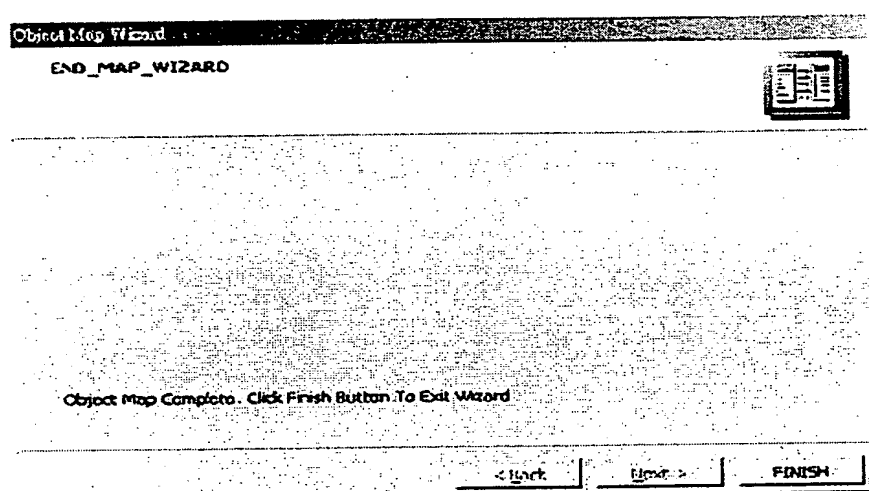 Object Map Wizard
END_MAP_WIZARD
Object Map Complete. Click Finish Button To Exit Wizard
< Back Next > FINISH